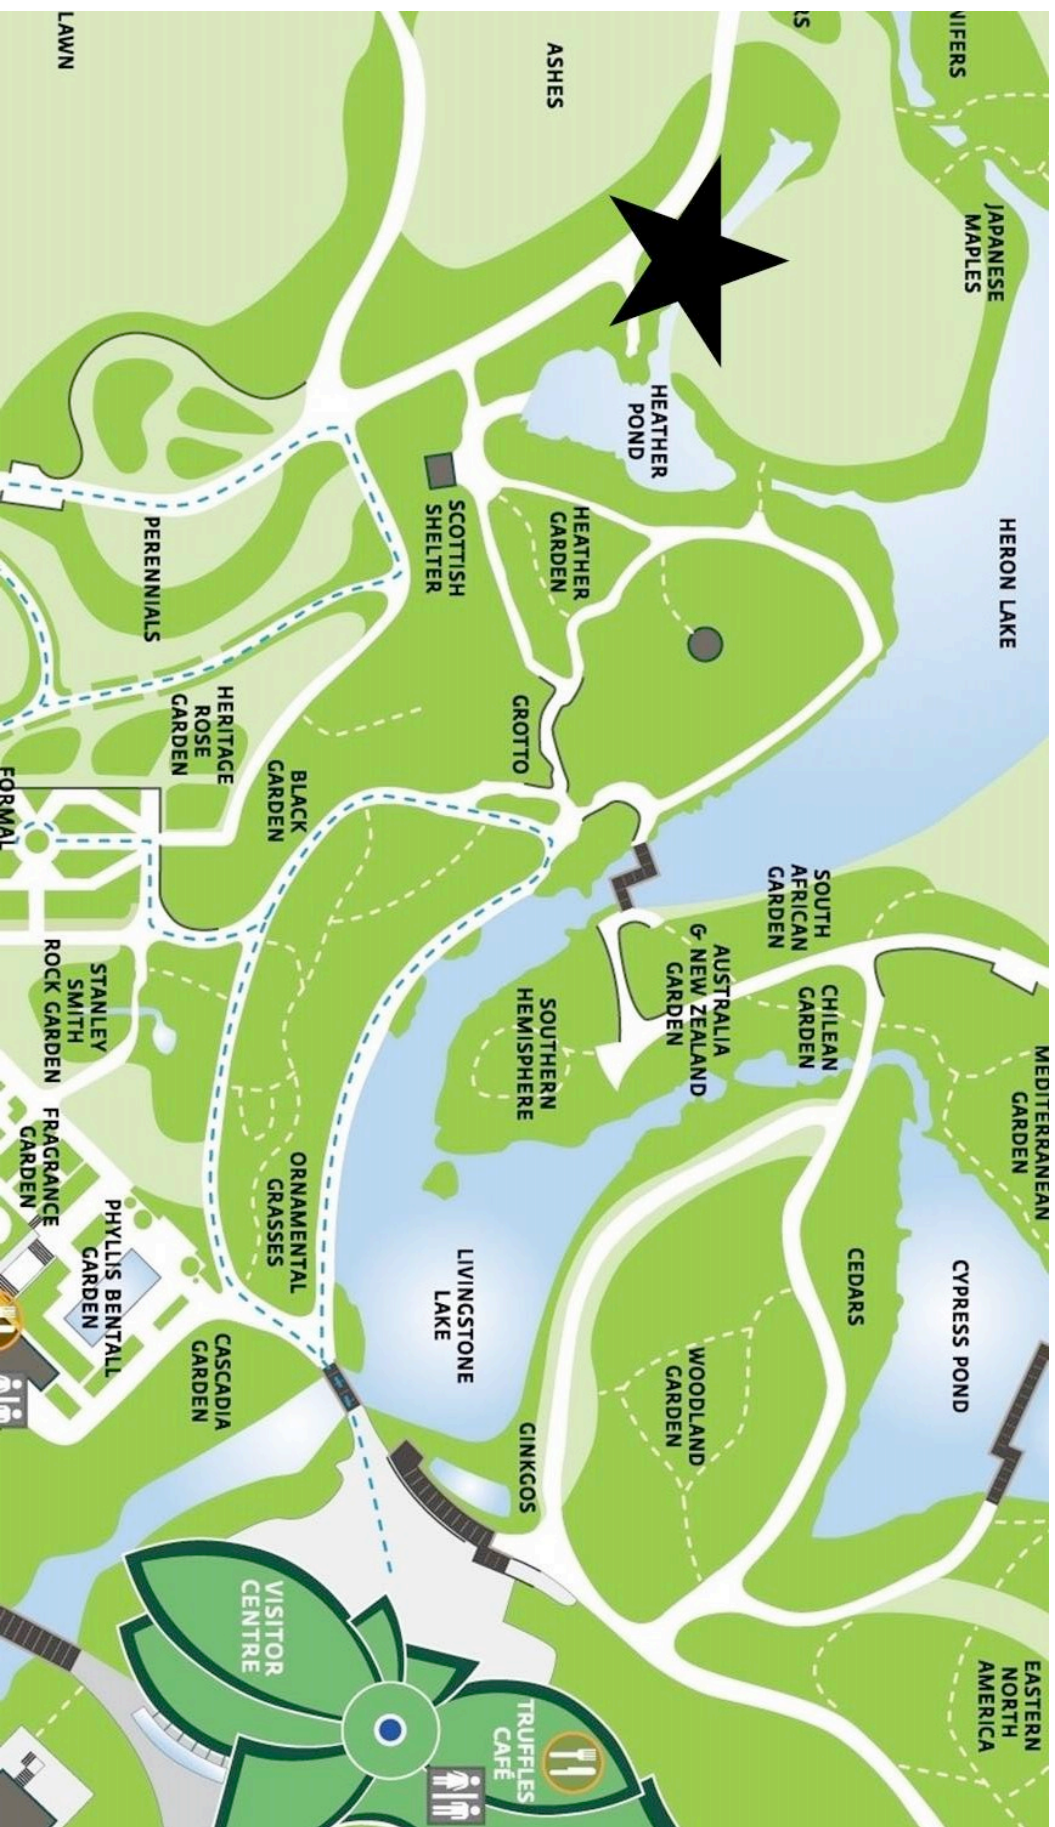 LAWN
ASHES
RS
NIFERS
JAPANESE
MAPLES
HEATHER
POND
HERON LAKE
SCOTTISH
SHELTER
HEATHER
GARDEN
PERENNIALS
HERITAGE
ROSE
GARDEN
GROTTO
BLACK
GARDEN
FORMAL
SOUTH
AFRICAN
GARDEN
AUSTRALIA
& NEW ZEALAND
GARDEN
CHILEAN
GARDEN
MEDITERRANEAN
GARDEN
STANLEY
SMITH
ROCK GARDEN
SOUTHERN
HEMISPHERE
FRAGRANCE
GARDEN
ORNAMENTAL
GRASSES
PHYLLIS BENTALL
GARDEN
LIVINGSTONE
LAKE
CEDARS
CYPRESS POND
CASCADIA
GARDEN
WOODLAND
GARDEN
GINKGOS
VISITOR
CENTRE
TRUFFLES
CAFÉ
EASTERN
NORTH
AMERICA